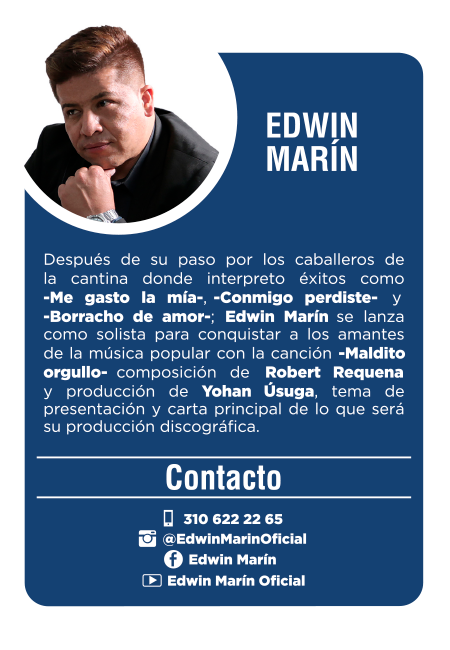 EDWIN
MARÍN
Después de su paso por los caballeros de
la cantina donde interpreto éxitos como
-Me gasto la mía-, -Conmigo perdiste- y
-Borracho de amor-; Edwin Marín se lanza
como solista para conquistar a los amantes
de la música popular con la canción -Maldito
orgullo- composición de Robert Requena
y producción de Yohan Úsuga, tema de
presentación y carta principal de lo que será
su producción discográfica.
Contacto
310 622 22 65
@EdwinMarinOficial
Edwin Marín
Edwin Marín Oficial